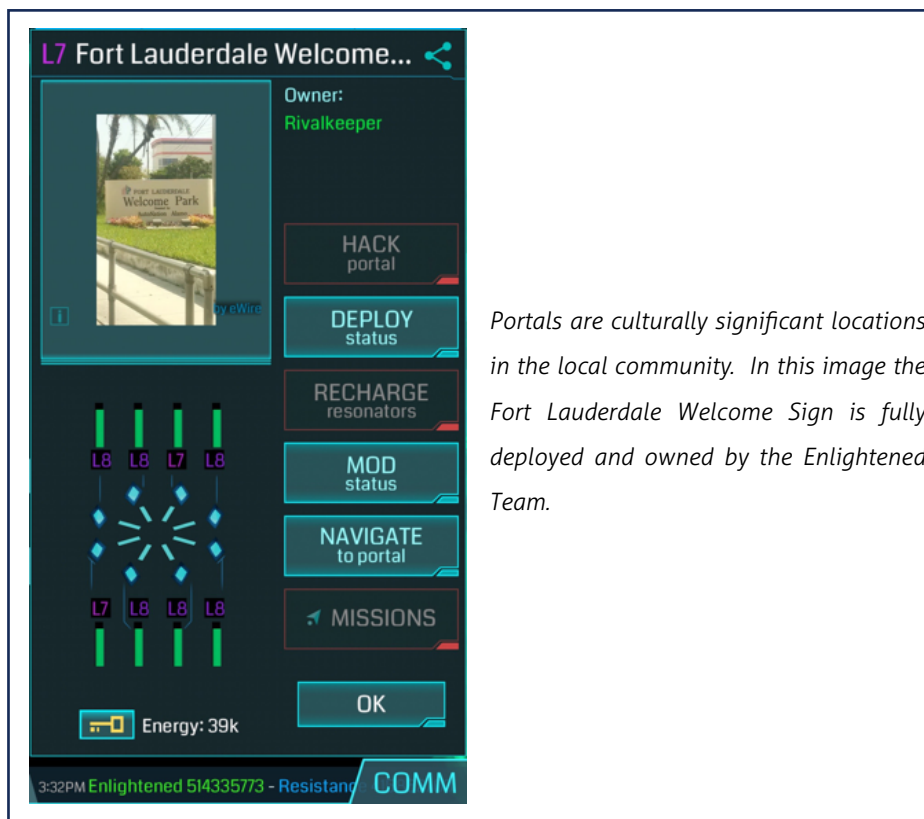 L7 Fort Lauderdale Welcome...
Owner:
Rivalkeeper
FORT LAUDERDALE
Welcome Park
by eWire
i
HACK
portal
DEPLOY
status
RECHARGE
resonators
MOD
status
NAVIGATE
to portal
MISSIONS
OK
L8 L8 L7 L8
L7 L8 L8 L8
Energy: 39k
3:32PM Enlightened 514335773 - Resistanc
COMM
Portals are culturally significant locations
in the local community. In this image the
Fort Lauderdale Welcome Sign is fully
deployed and owned by the Enlightened
Team.